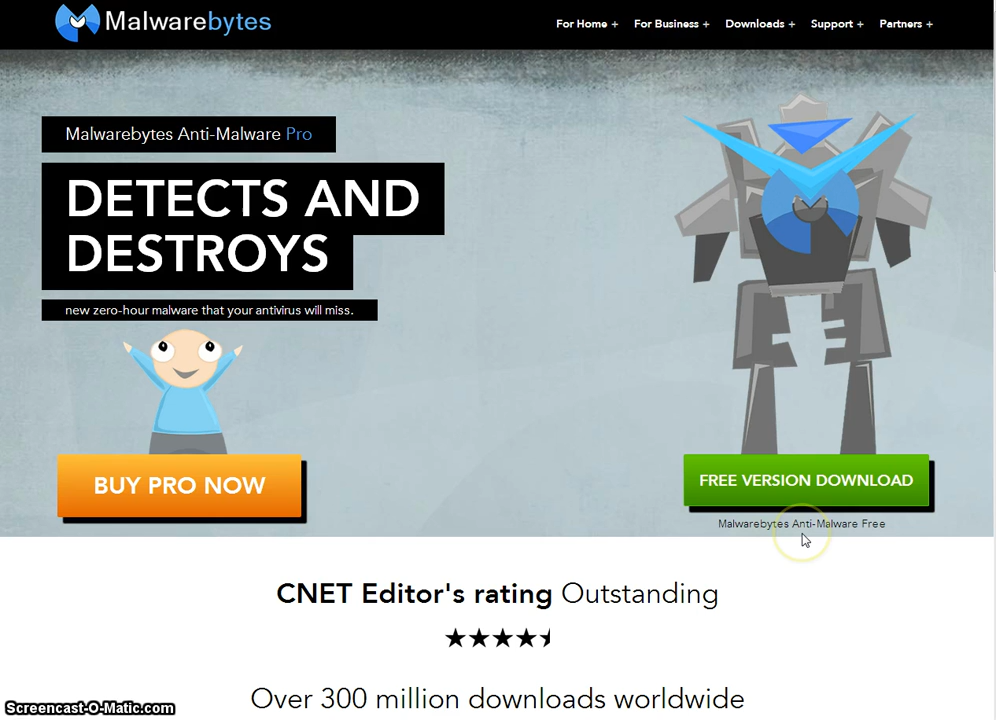 Malwarebytes
For Home +
For Business +
Downloads +
Support +
Partners +
Malwarebytes Anti-Malware Pro
DETECTS AND
DESTROYS
new zero-hour malware that your antivirus will miss.
BUY PRO NOW
FREE VERSION DOWNLOAD
Malwarebytes Anti-Malware Free
CNET Editor's rating Outstanding
Over 300 million downloads worldwide
Screencast-O-Matic.com